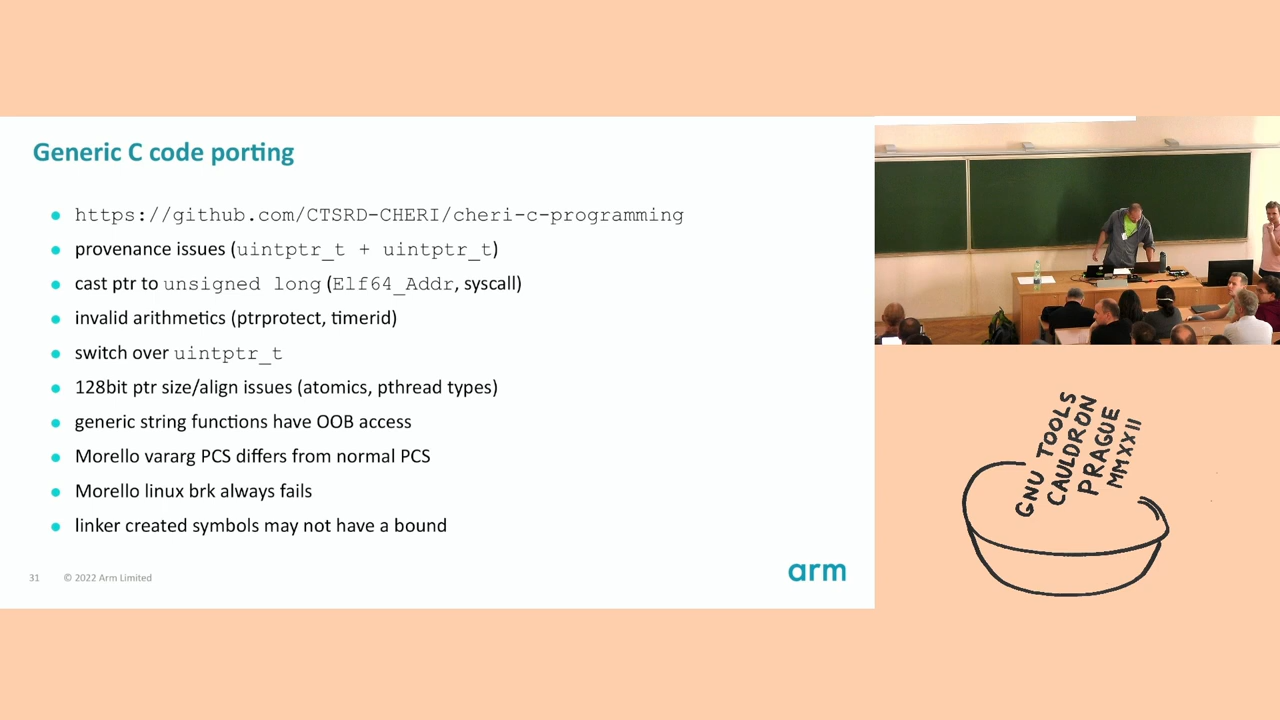 Generic C code porting
https://github.com/CTSRD-CHERI/cheri-c-programming
provenance issues (uintptr_t + uintptr_t)
cast ptr to unsigned long (Elf64_Addr, syscall)
invalid arithmetics (ptrprotect, timerid)
switch over uintptr_t
128bit ptr size/align issues (atomics, pthread types)
generic string functions have OOB access
Morello vararg PCS differs from normal PCS
Morello linux brk always fails
linker created symbols may not have a bound
31 © 2022 Arm Limited
arm
GNU TOOLS
CAULDRON
PRAGUE
MMXXII